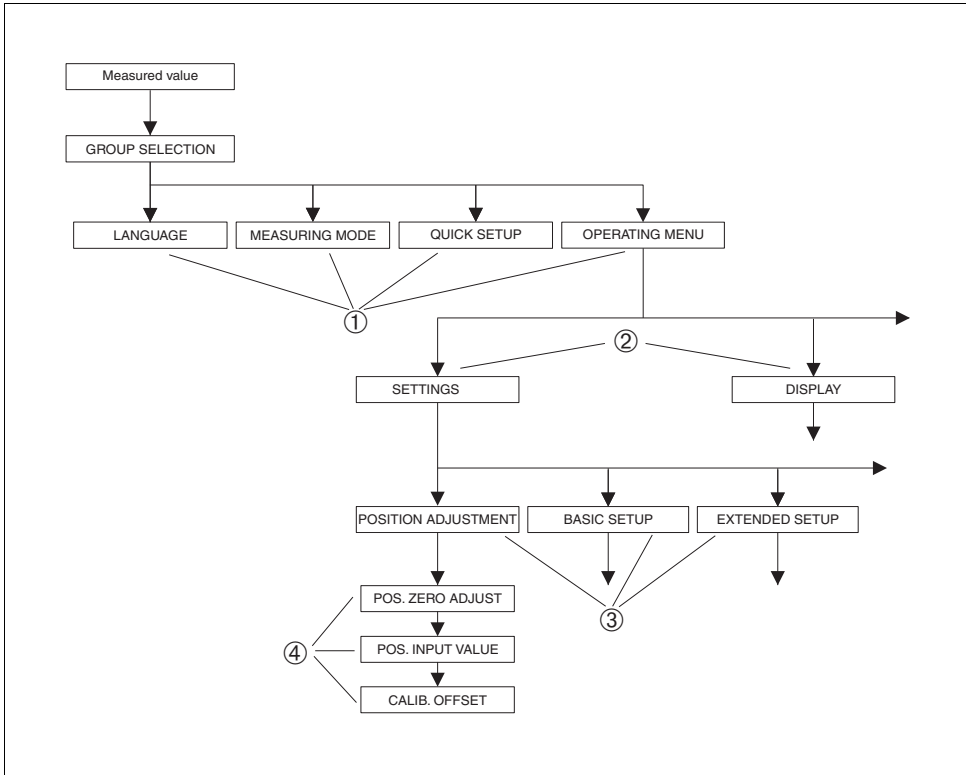 Measured value
GROUP SELECTION
LANGUAGE
MEASURING MODE
QUICK SETUP
OPERATING MENU
①
②
SETTINGS
DISPLAY
POSITION ADJUSTMENT
BASIC SETUP
EXTENDED SETUP
POS. ZERO ADJUST
③
④
POS. INPUT VALUE
CALIB. OFFSET